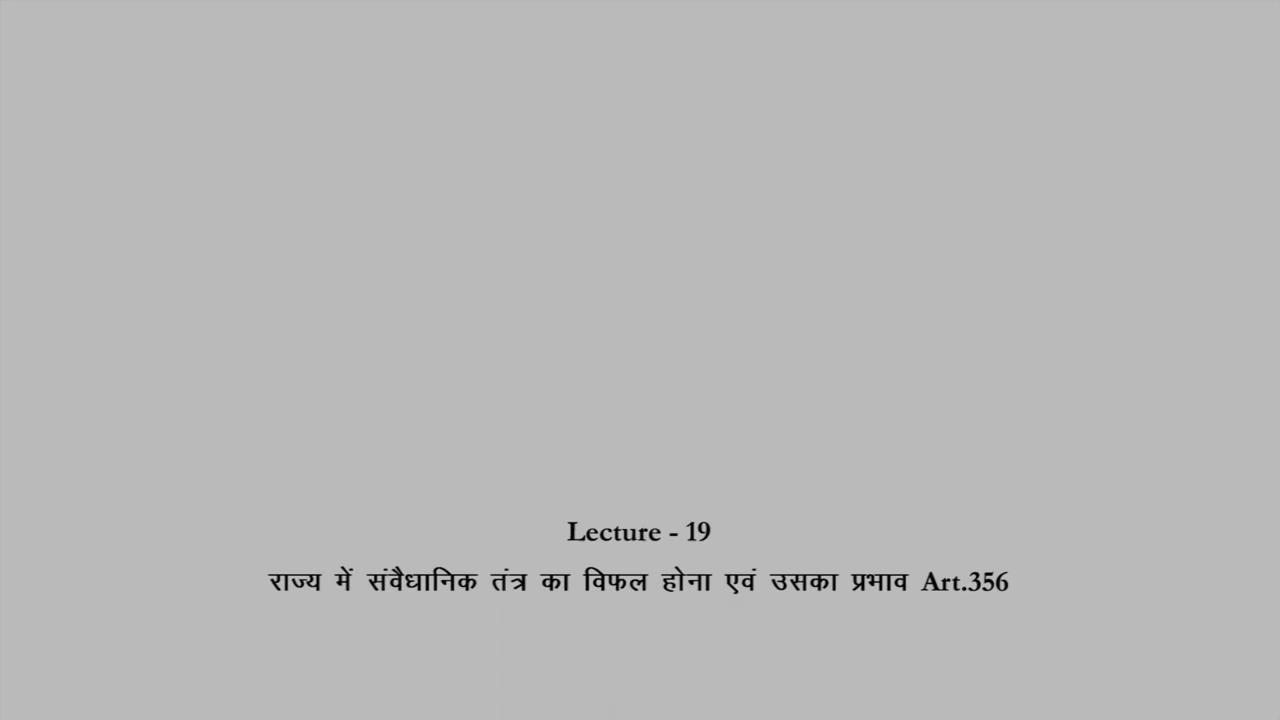 Lecture - 19
राज्य में संवैधानिक तंत्र का विफल होना एवं उसका प्रभाव Art.356